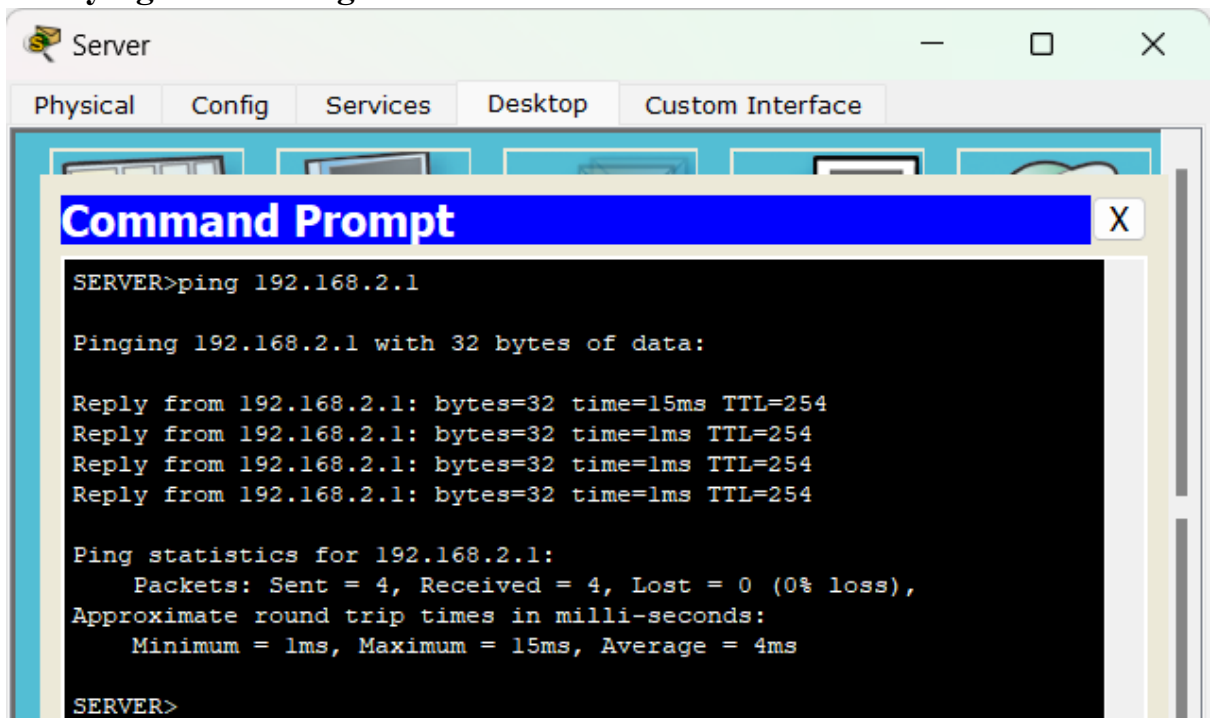 Server
Physical Config Services Desktop Custom Interface
Command Prompt X
SERVER>ping 192.168.2.1
Pinging 192.168.2.1 with 32 bytes of data:
Reply from 192.168.2.1: bytes=32 time=15ms TTL=254
Reply from 192.168.2.1: bytes=32 time=1ms TTL=254
Reply from 192.168.2.1: bytes=32 time=1ms TTL=254
Reply from 192.168.2.1: bytes=32 time=1ms TTL=254
Ping statistics for 192.168.2.1:
Packets: Sent = 4, Received = 4, Lost = 0 (0% loss),
Approximate round trip times in milli-seconds:
Minimum = 1ms, Maximum = 15ms, Average = 4ms
SERVER>